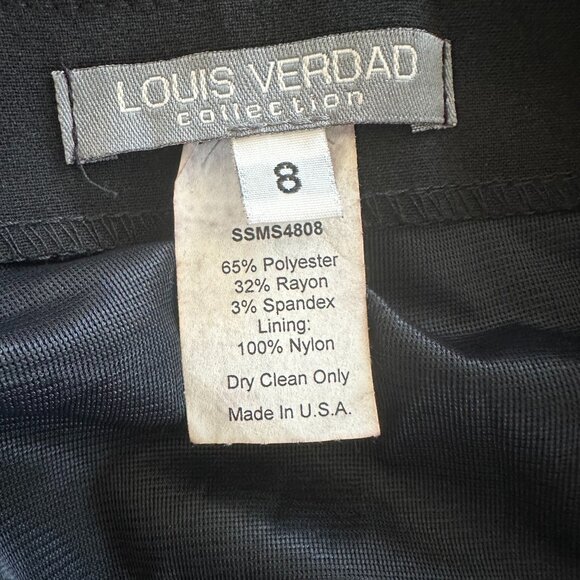 LOUIS VERDAD
collection
8
SSMS4808
65% Polyester
32% Rayon
3% Spandex
Lining:
100% Nylon
Dry Clean Only
Made In U.S.A.